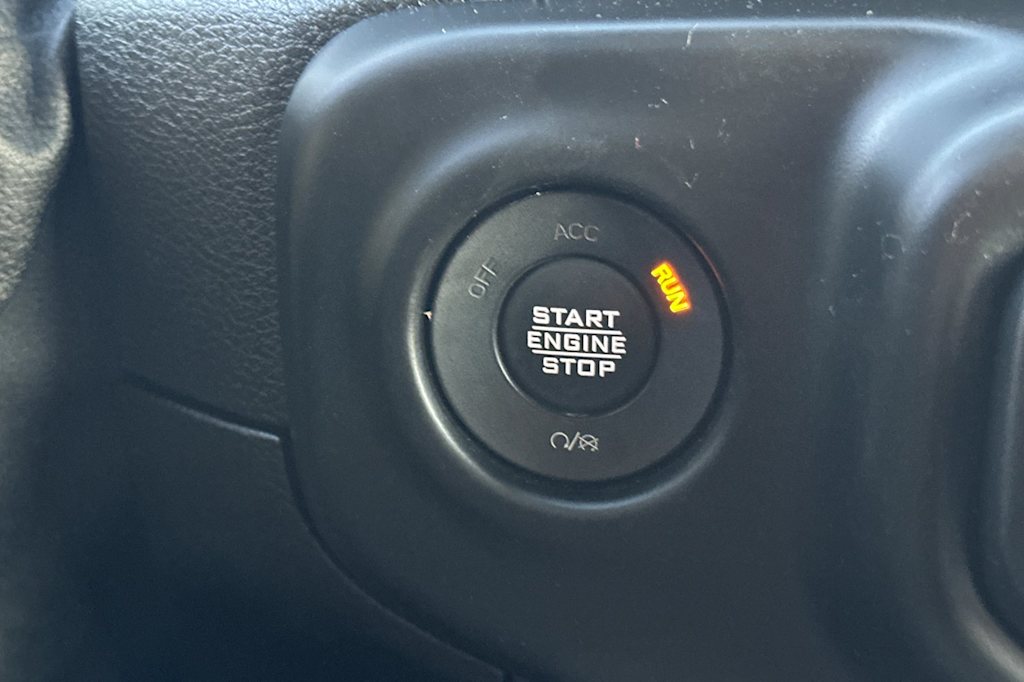 ACC
OFF
RUN
START
ENGINE
STOP